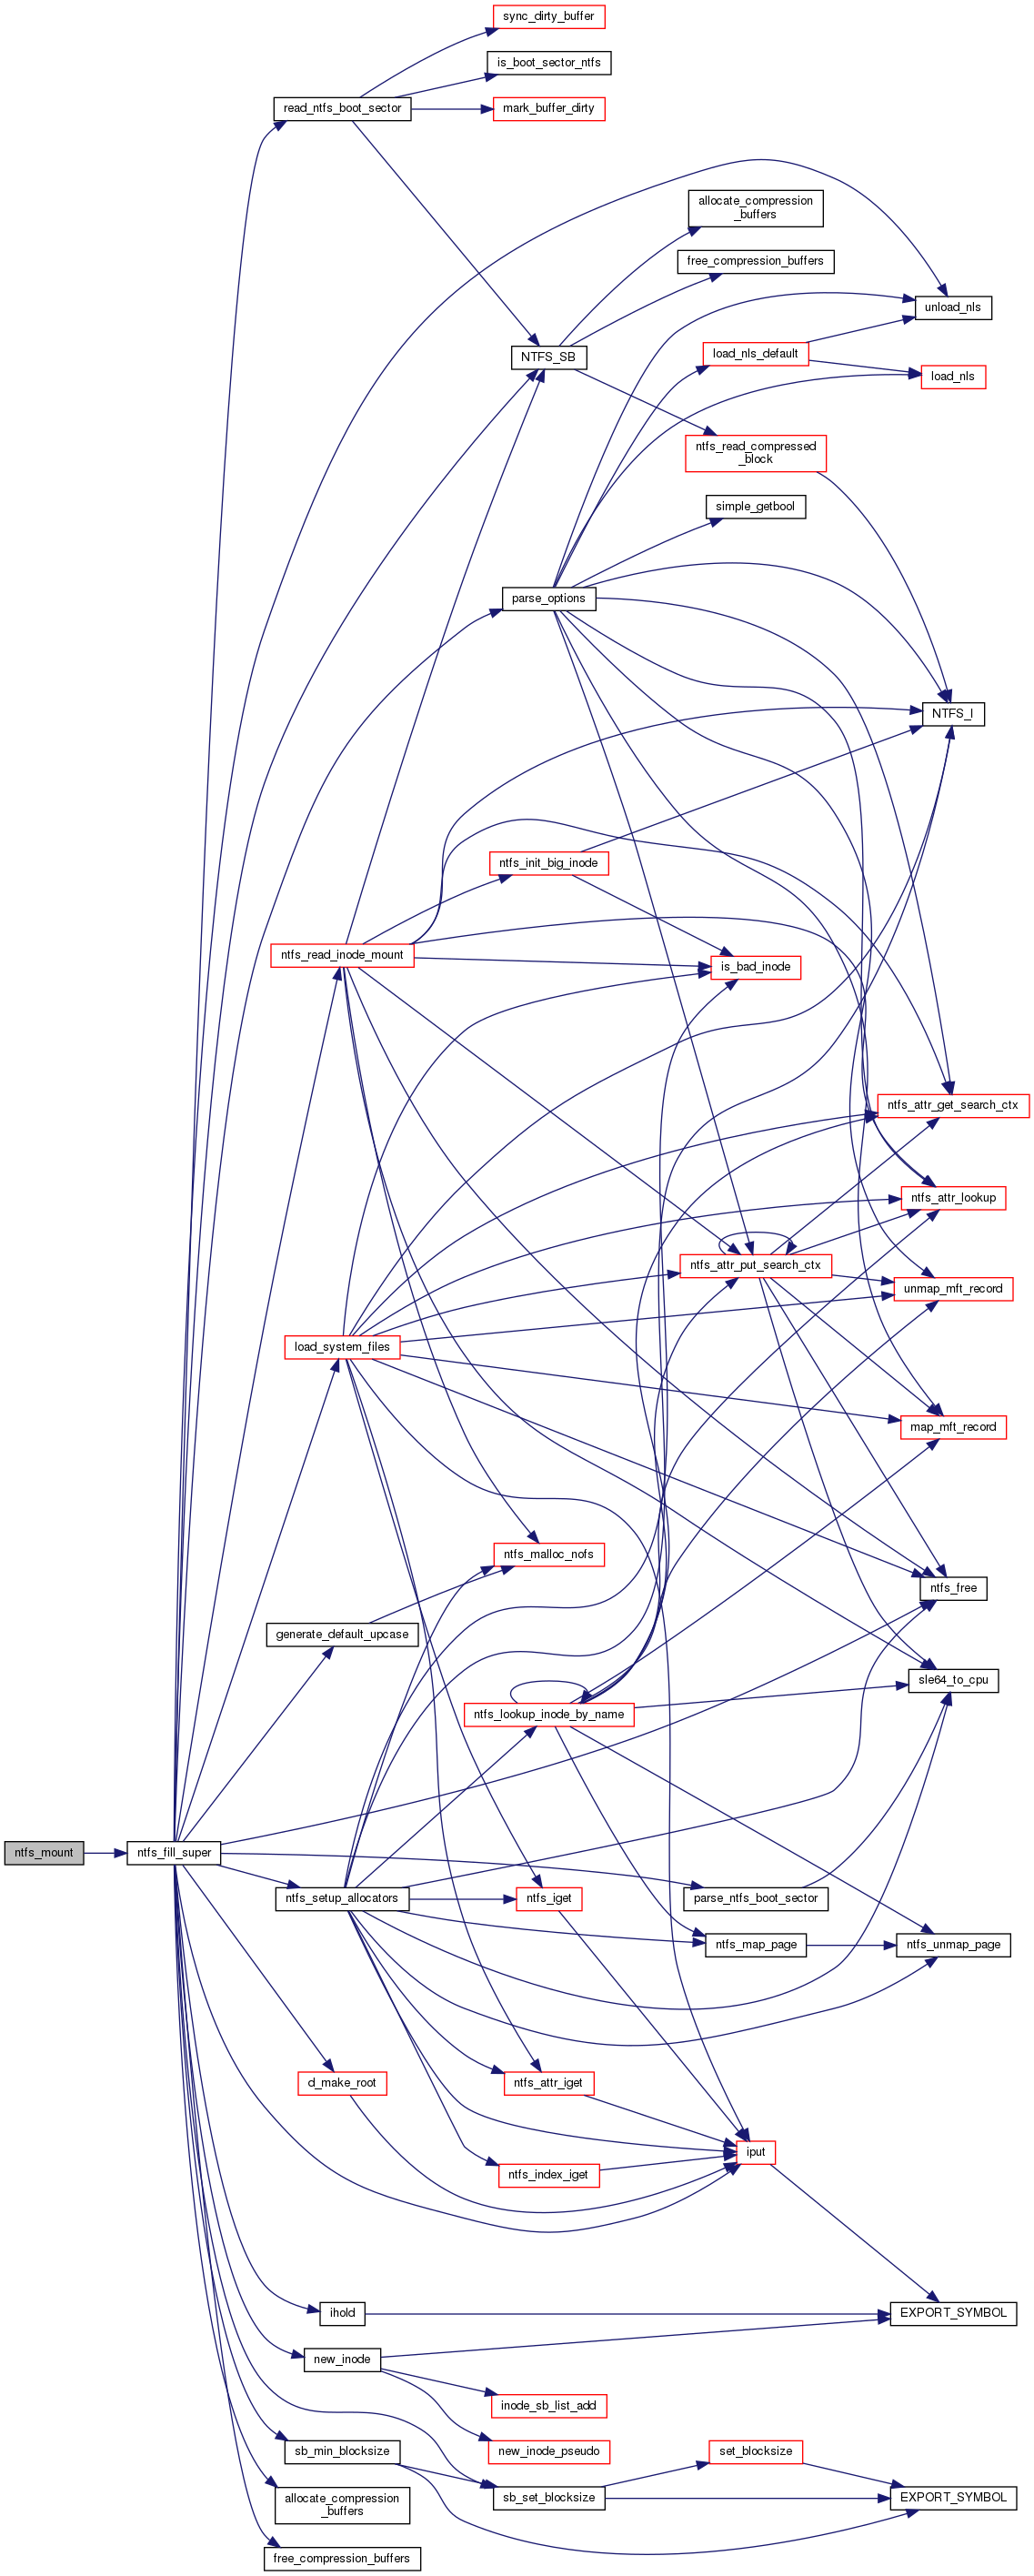 sync_dirty_buffer
is_boot_sector_ntfs
read_ntfs_boot_sector
mark_buffer_dirty
allocate_compression
_buffers
free_compression_buffers
unload_nls
NTFS_SB
load_nls_default
load_nls
ntfs_read_compressed
_block
simple_getbool
parse_options
NTFS_I
ntfs_init_big_inode
ntfs_read_inode_mount
is_bad_inode
ntfs_attr_get_search_ctx
ntfs_attr_lookup
ntfs_attr_put_search_ctx
unmap_mft_record
load_system_files
map_mft_record
ntfs_malloc_nofs
ntfs_free
generate_default_upcase
sle64_to_cpu
ntfs_lookup_inode_by_name
ntfs_mount
ntfs_fill_super
ntfs_setup_allocators
ntfs_iget
parse_ntfs_boot_sector
ntfs_map_page
ntfs_unmap_page
d_make_root
ntfs_attr_iget
iput
ntfs_index_iget
ihold
EXPORT_SYMBOL
new_inode
inode_sb_list_add
sb_min_blocksize
new_inode_pseudo
set_blocksize
sb_set_blocksize
EXPORT_SYMBOL
allocate_compression
_buffers
free_compression_buffers